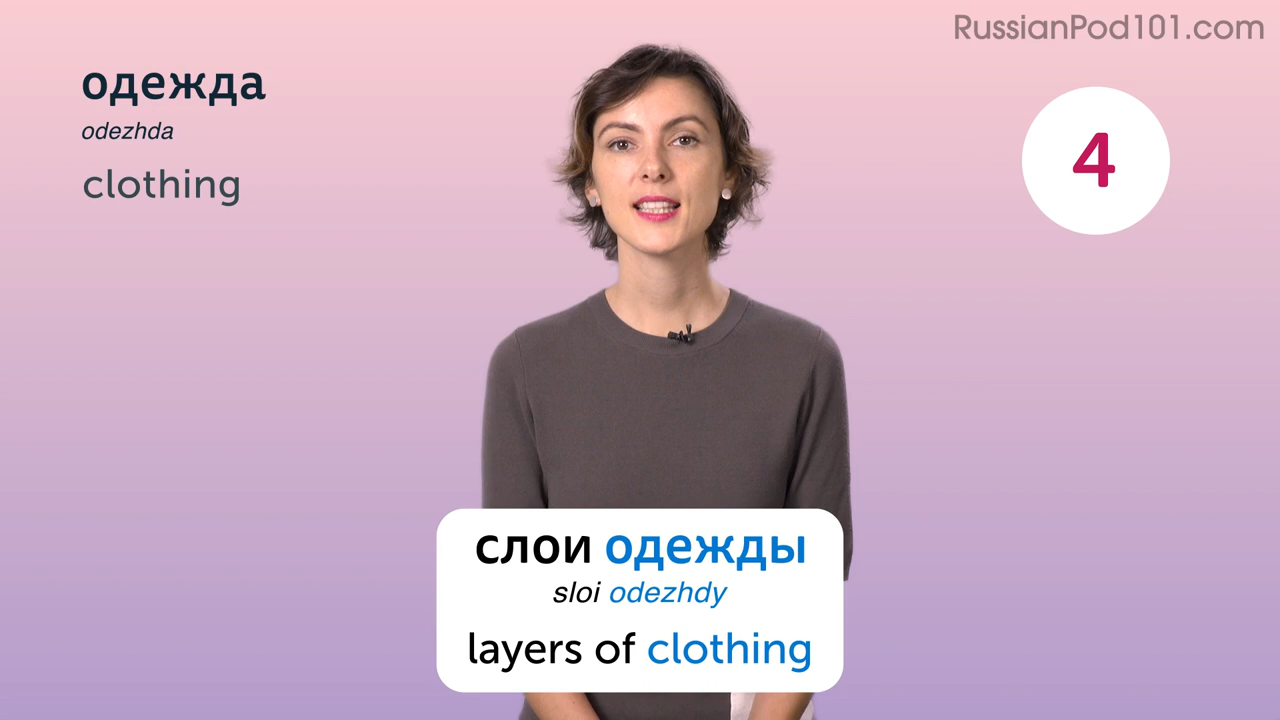 RussianPod101.com
одежда
odezhda
clothing
4
слои одежды
sloi odezhdy
layers of clothing